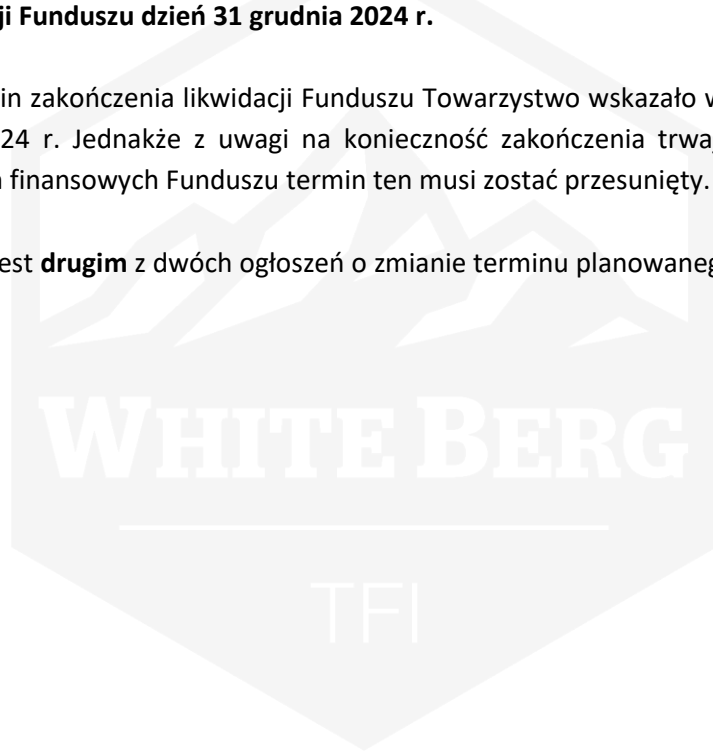 ji Funduszu dzień 31 grudnia 2024 r.
in zakończenia likwidacji Funduszu Towarzystwo wskazało w
24 r. Jednakże z uwagi na konieczność zakończenia trwa
finansowych Funduszu termin ten musi zostać przesunięty.
est drugim z dwóch ogłoszeń o zmianie terminu planowaneg
WHITE BERG
TFI